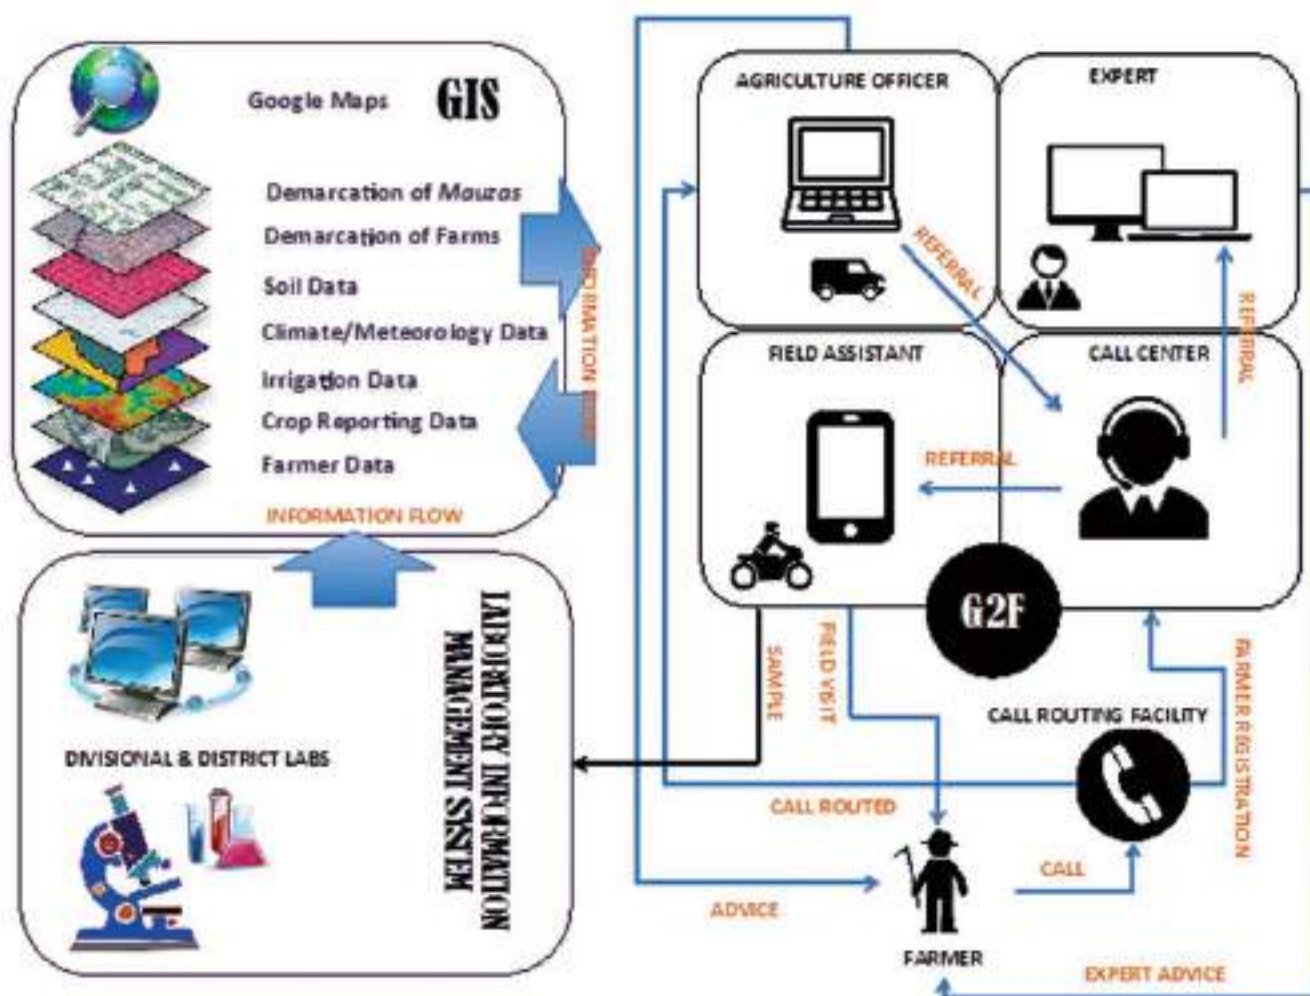 Google Maps GIS
Demarcation of Mauzas
Demarcation of Farms
Soil Data
Climate/Meteorology Data
Irrigation Data
Crop Reporting Data
Farmer Data
INFORMATION FLOW
INFORMATION
LABORATORY INFORMATION
MANAGEMENT SYSTEM
DIVISIONAL & DISTRICT LABS
AGRICULTURE OFFICER
EXPERT
REFERRAL
REFERRAL
FIELD ASSISTANT
CALL CENTER
REFERRAL
G2F
SAMPLE
FIELD VISIT
FARMER REGISTRATION
CALL ROUTING FACILITY
CALL ROUTED
CALL
ADVICE
FARMER
EXPERT ADVICE